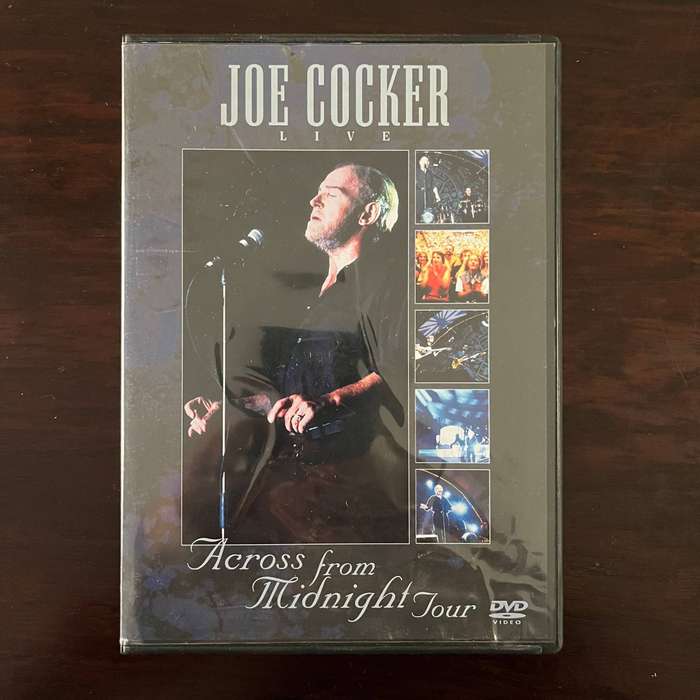 JOE COCKER
LIVE
Across from
Midnight Tour
DVD
VIDEO